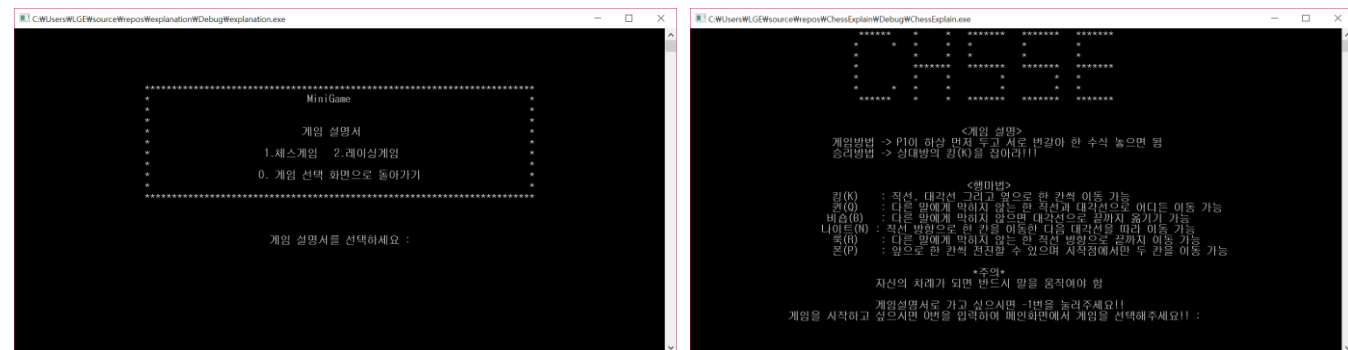 C:₩Users₩LGE₩source₩repos₩explanation₩Debug₩explanation.exe
MiniGame
게임 설명서
1.체스게임 2.레이싱게임
0. 게임 선택 화면으로 돌아가기
게임 설명서를 선택하세요 :
C:₩Users₩LGE₩source₩repos₩ChessExplain₩Debug₩ChessExplain.exe
<게임 설명>
게임방법 -> P1이 하상 먼저 두고 서로 번갈아 한 수식 놓으면 됨
승리방법 -> 상대방의 킹(K)을 잡아라!!!
<행마법>
킹(K) : 직선, 대각선 그리고 옆으로 한 칸씩 이동 가능
퀸(Q) : 다른 말에게 막히지 않는 한 직선과 대각선으로 어디든 이동 가능
비숍(B) : 다른 말에게 막히지 않으면 대각선으로 끝까지 옮기기 가능
나이트(N) : 직선 방향으로 한 칸을 이동한 다음 대각선을 따라 이동 가능
룩(R) : 다른 말에게 막히지 않는 한 직선 방향으로 끝까지 이동 가능
폰(P) : 앞으로 한 칸씩 전진할 수 있으며 시작점에서만 두 칸을 이동 가능
*주의*
자신의 차례가 되면 반드시 말을 움직여야 함
게임설명서로 가고 싶으시면 -1번을 눌러주세요!!
게임을 시작하고 싶으시면 0번을 입력하여 메인화면에서 게임을 선택해주세요!! :